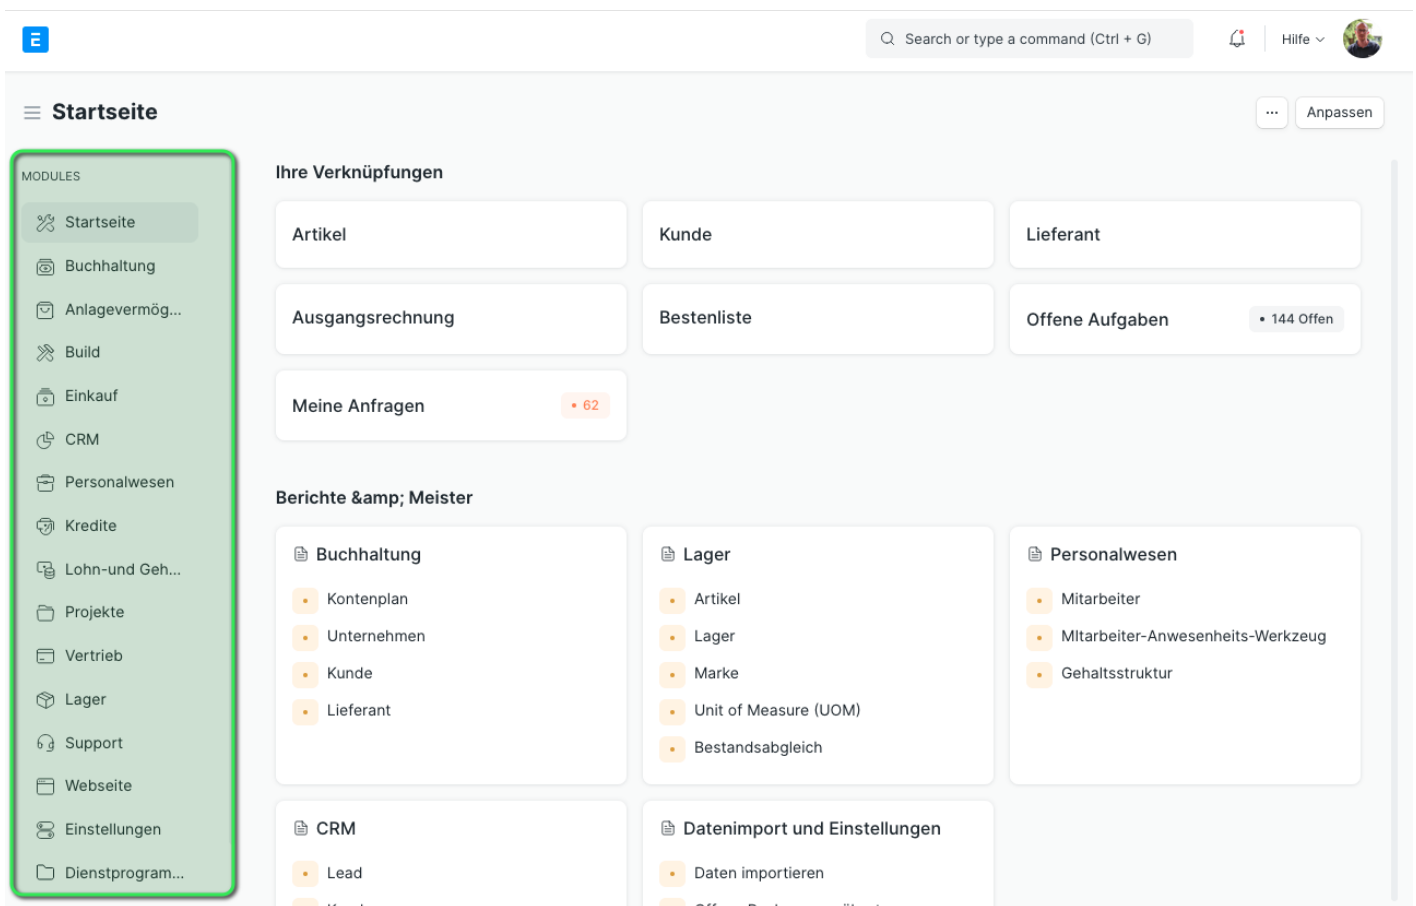 E
Search or type a command (Ctrl + G)
Hilfe
Startseite
...
Anpassen
MODULES
Startseite
Buchhaltung
Anlagevermög...
Build
Einkauf
CRM
Personalwesen
Kredite
Lohn-und Geh...
Projekte
Vertrieb
Lager
Support
Webseite
Einstellungen
Dienstprogram...
Ihre Verknüpfungen
Artikel
Kunde
Lieferant
Ausgangsrechnung
Bestenliste
Offene Aufgaben
• 144 Offen
Meine Anfragen
• 62
Berichte &amp; Meister
Buchhaltung
Kontenplan
Unternehmen
Kunde
Lieferant
Lager
Artikel
Lager
Marke
Unit of Measure (UOM)
Bestandsabgleich
Personalwesen
Mitarbeiter
MItarbeiter-Anwesenheits-Werkzeug
Gehaltsstruktur
CRM
Lead
Datenimport und Einstellungen
Daten importieren